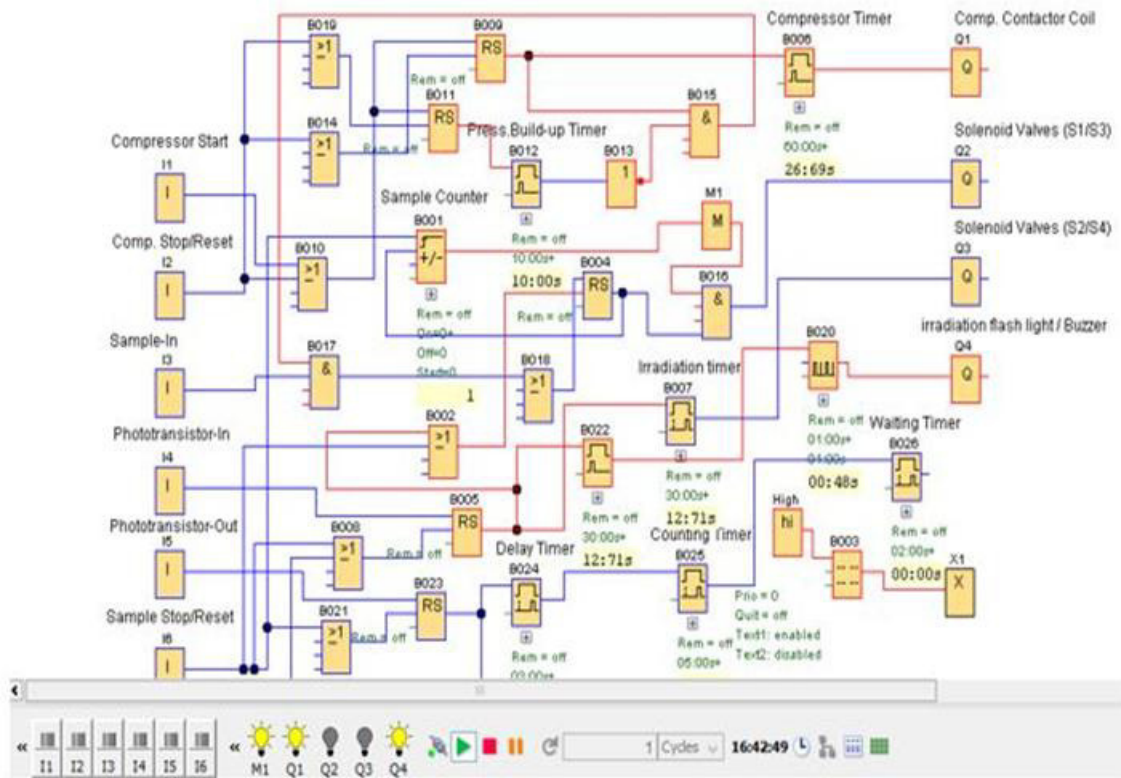 Compressor Timer
Comp. Contactor Coil
B019
B009
B006
Q1
>1
RS
Q
Rem = off
B011
B015
RS
&
B014
Rem = off
Press.Build-up Timer
Rem = off
60:00s+
26:69s
Solenoid Valves (S1/S3)
Q2
Q
>1
Compressor Start
B012
B013
1
I1
I
Sample Counter
M1
M
B001
+/-
Rem = off
10:00s+
10:00s
Solenoid Valves (S2/S4)
Q3
Q
Comp. Stop/Reset
B010
>1
B004
RS
B016
&
I2
I
Rem = off
Rem = off
On=0+
Off=0
Start=0
1
irradiation flash light / Buzzer
Q4
Q
Sample-In
B017
&
B018
>1
B020
I3
I
Irradiation timer
B007
B002
>1
Rem = off
01:00s+
01:00s
00:48s
Waiting Timer
B026
Phototransistor-In
B022
I4
I
Rem = off
30:00s+
12:71s
B005
RS
High
hi
Rem = off
30:00s+
12:71s
Rem = off
02:00s+
00:00s
Phototransistor-Out
B008
>1
Rem = off
Delay Timer
Counting Timer
B003
I5
I
B024
B025
X1
X
B023
RS
Prio = 0
Quit = off
Text1: enabled
Text2: disabled
Sample Stop/Reset
B021
>1
Rem = off
I6
I
Rem = off
03:00s+
Rem = off
05:00s+
« «
1 Cycles
16:42:49
I1 I2 I3 I4 I5 I6
M1 Q1 Q2 Q3 Q4